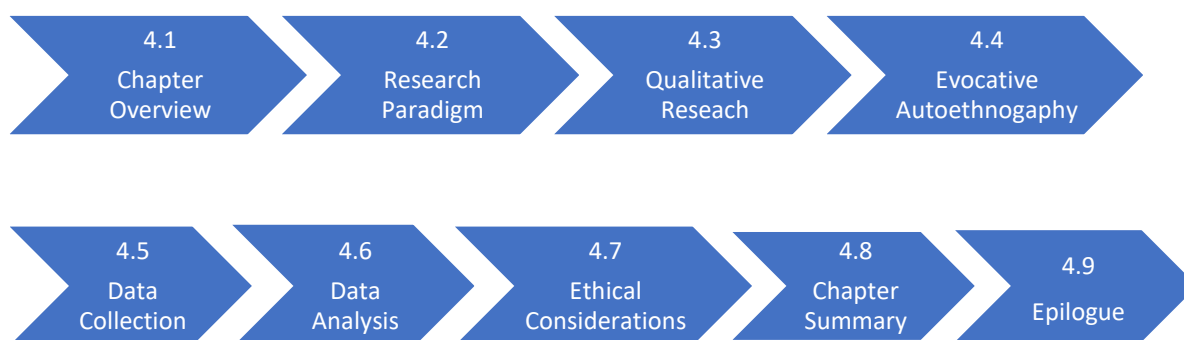 4.1
Chapter
Overview
4.2
Research
Paradigm
4.3
Qualitative
Reseach
4.4
Evocative
Autoethnogaphy
4.5
Data
Collection
4.6
Data
Analysis
4.7
Ethical
Considerations
4.8
Chapter
Summary
4.9
Epilogue